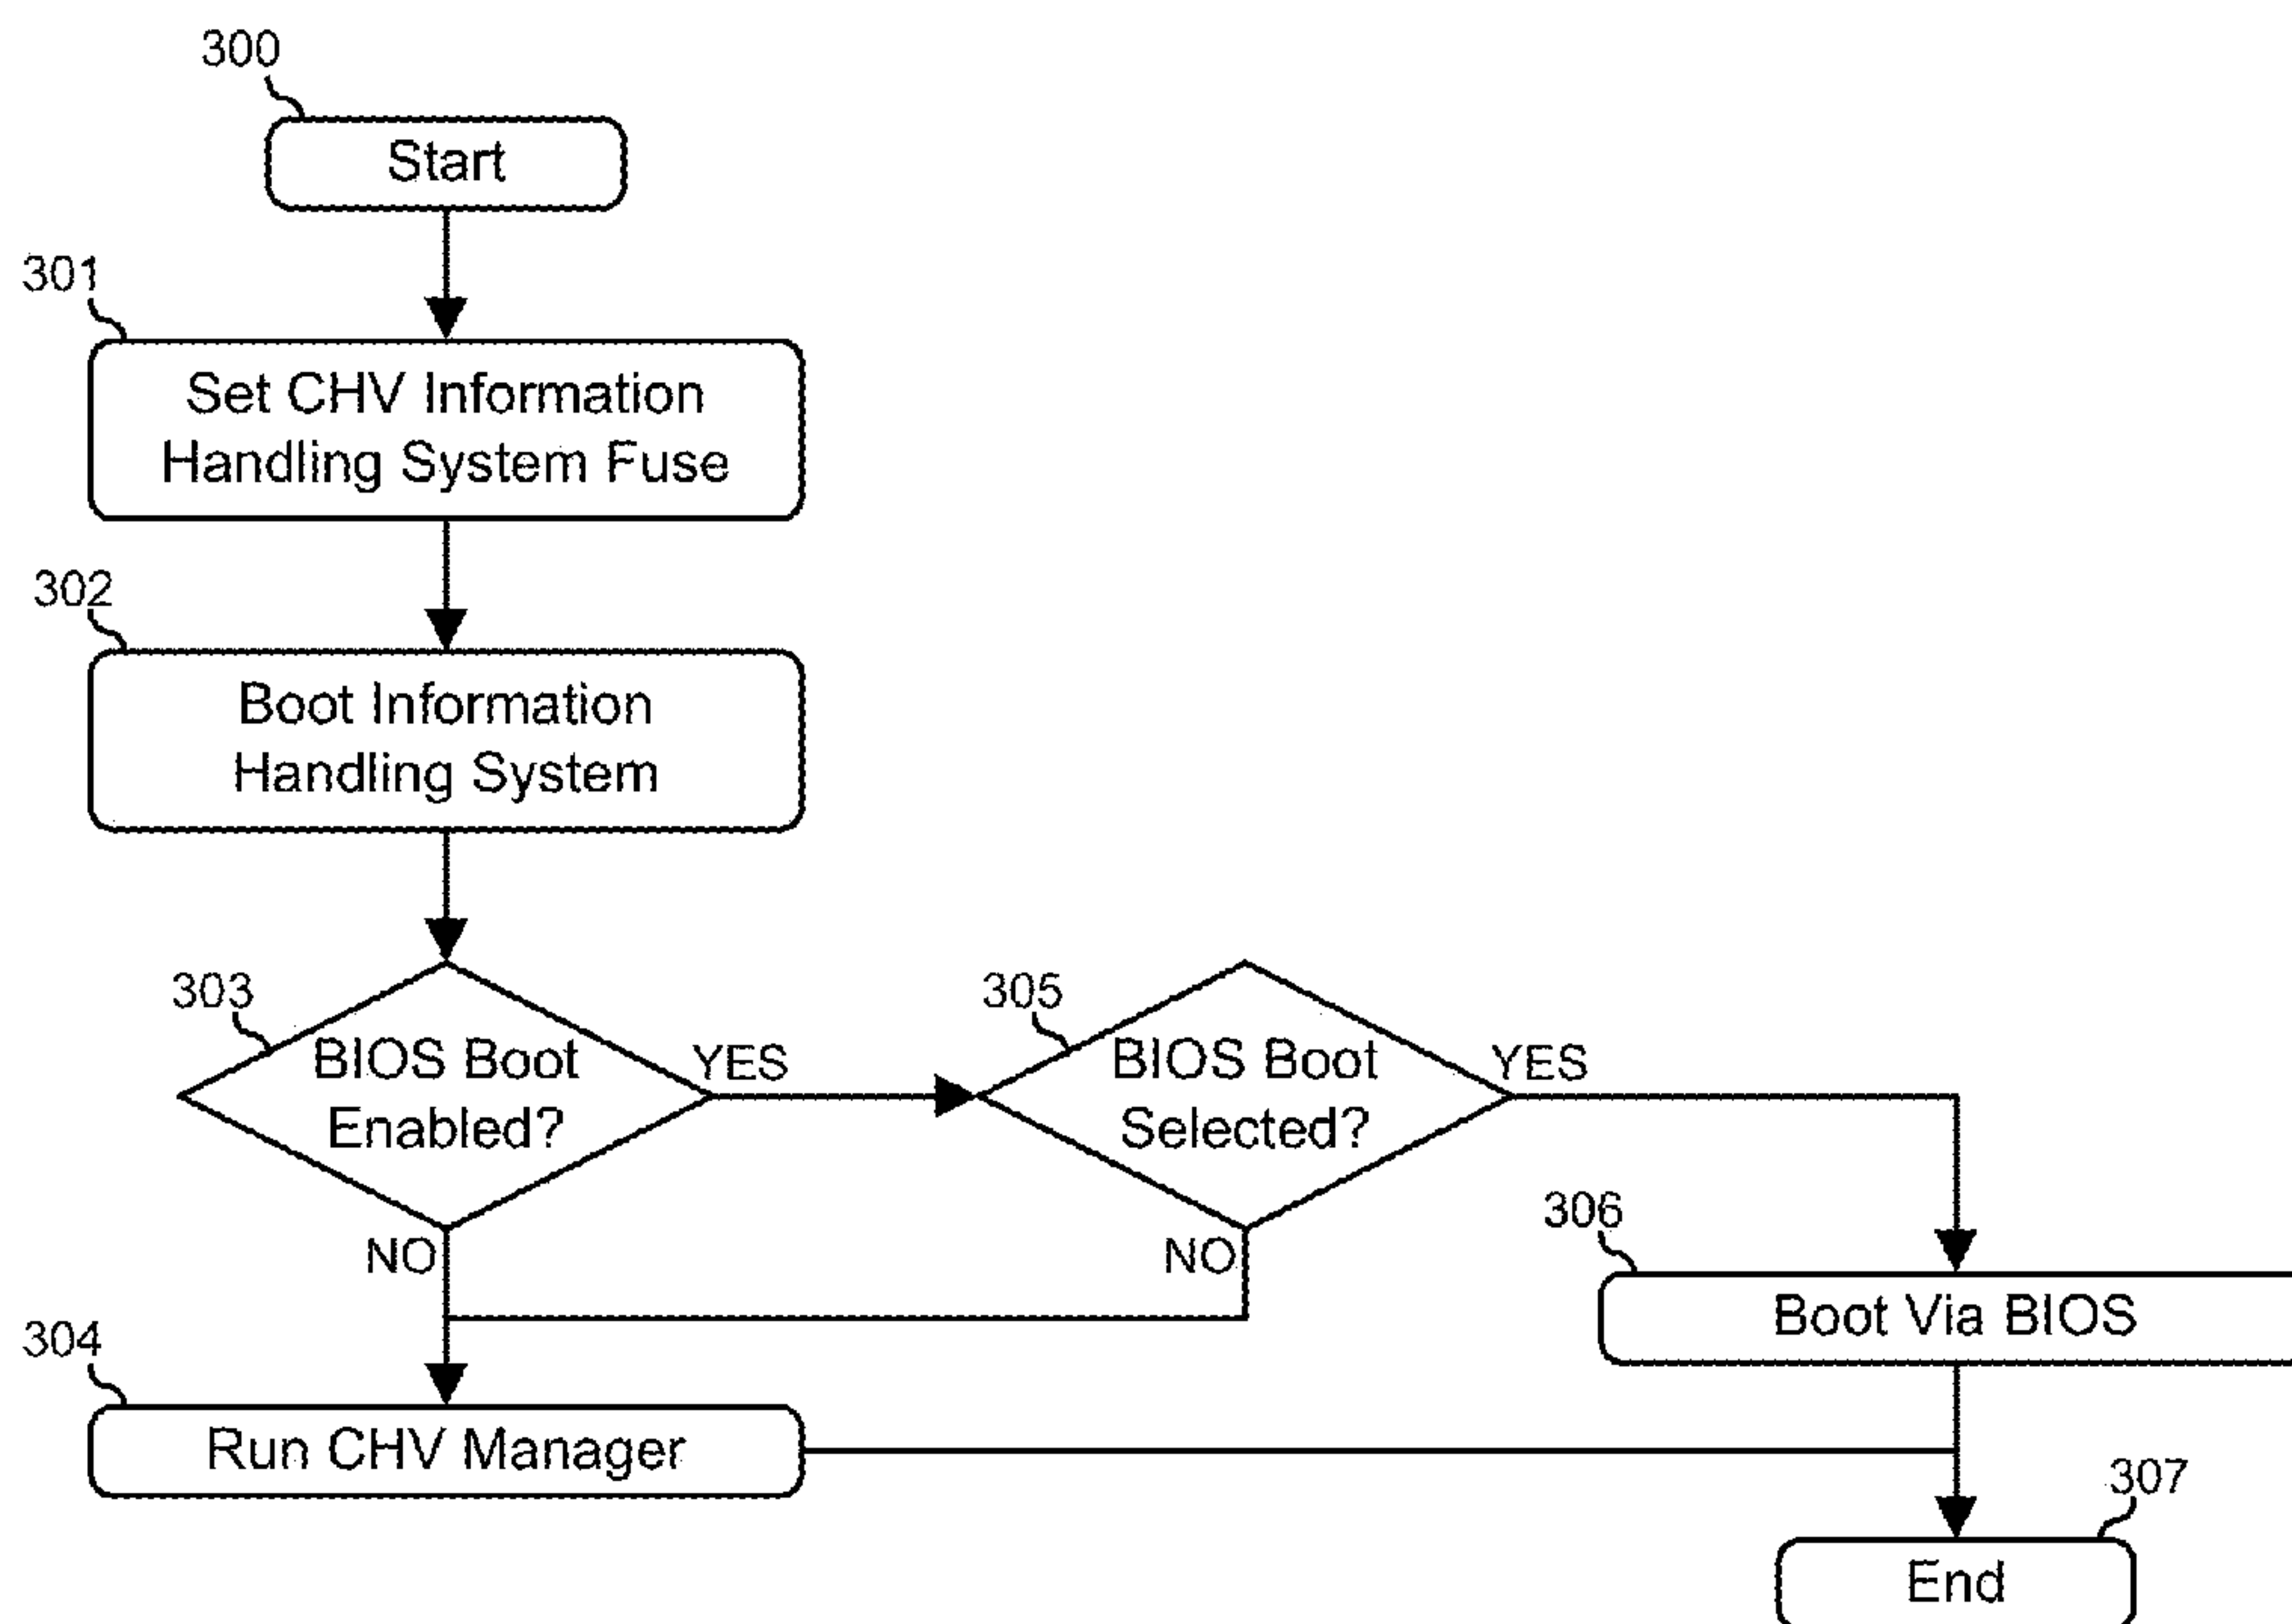 300
Start
301
Set CHV Information
Handling System Fuse
302
Boot Information
Handling System
303
BIOS Boot
Enabled?
YES
NO
305
BIOS Boot
Selected?
YES
NO
306
Boot Via BIOS
304
Run CHV Manager
307
End